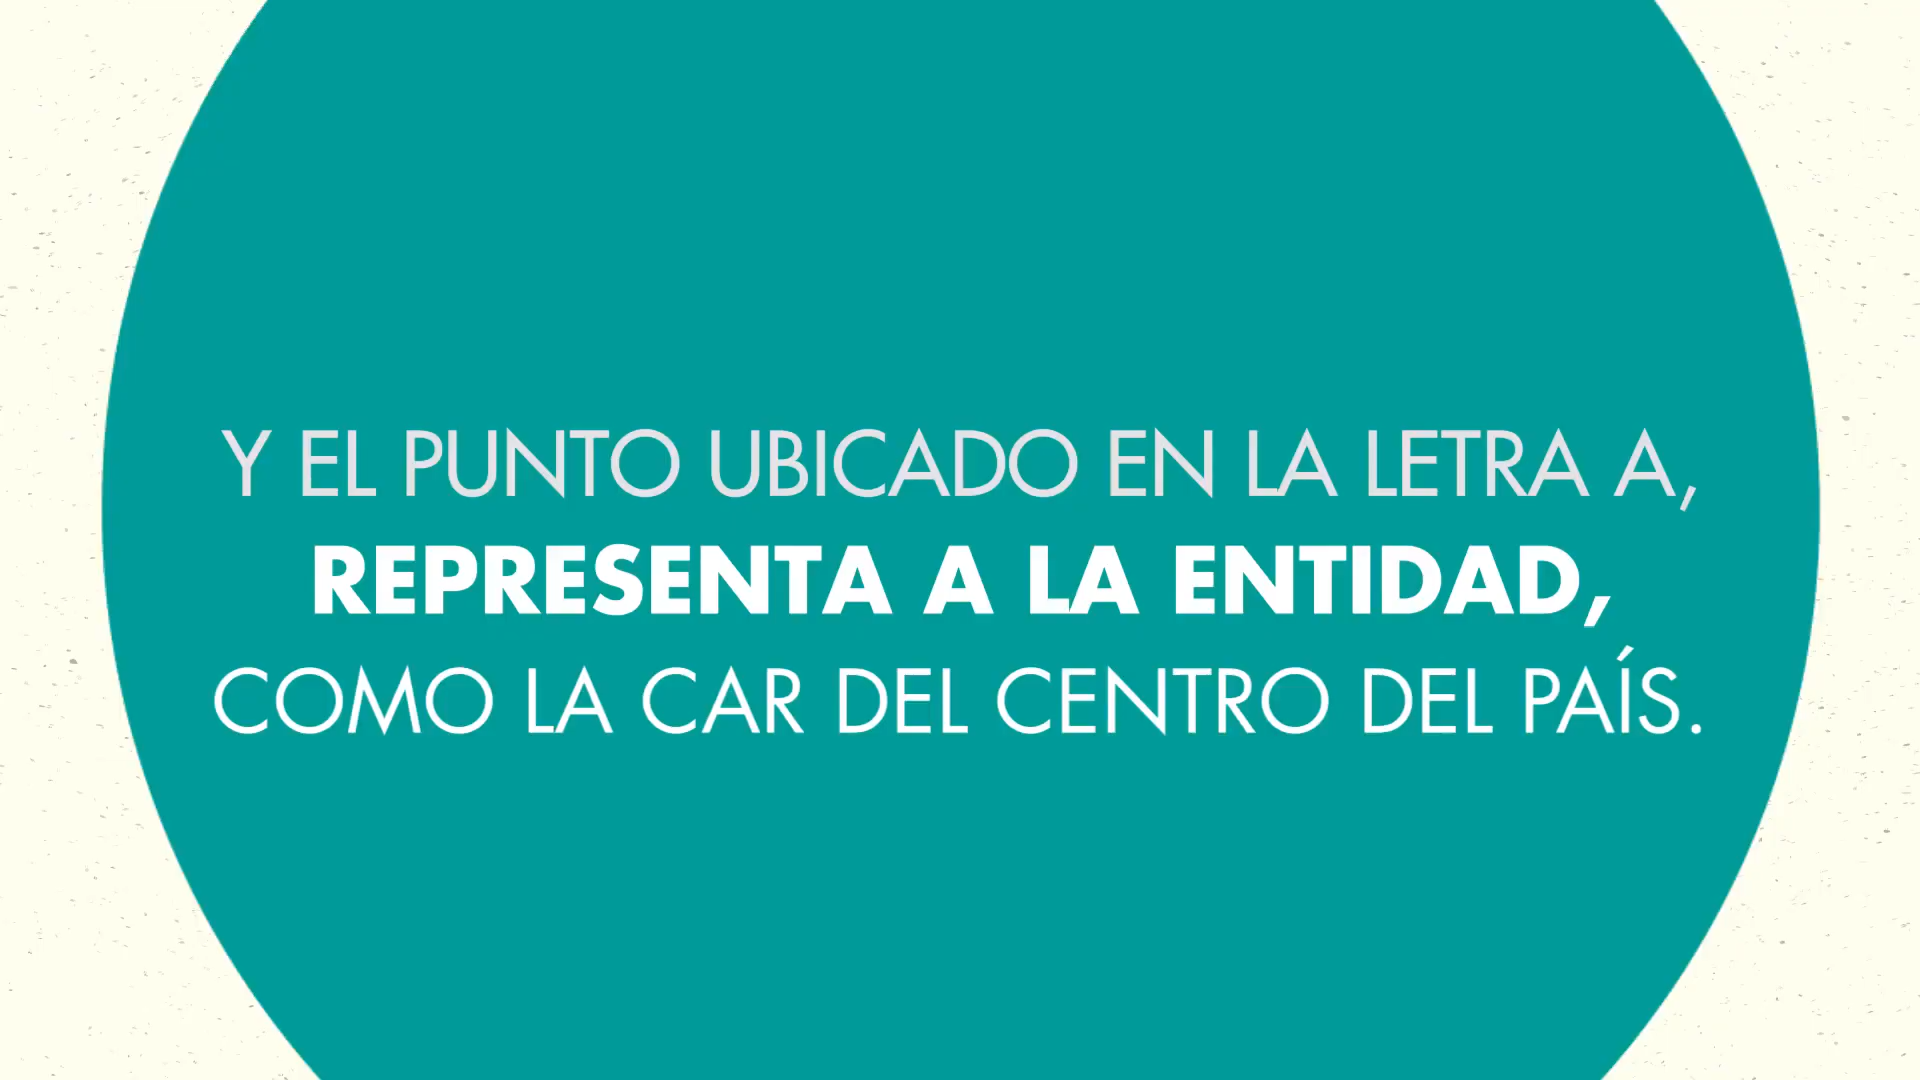 Y EL PUNTO UBICADO EN LA LETRA A,
REPRESENTA A LA ENTIDAD,
COMO LA CAR DEL CENTRO DEL PAÍS.